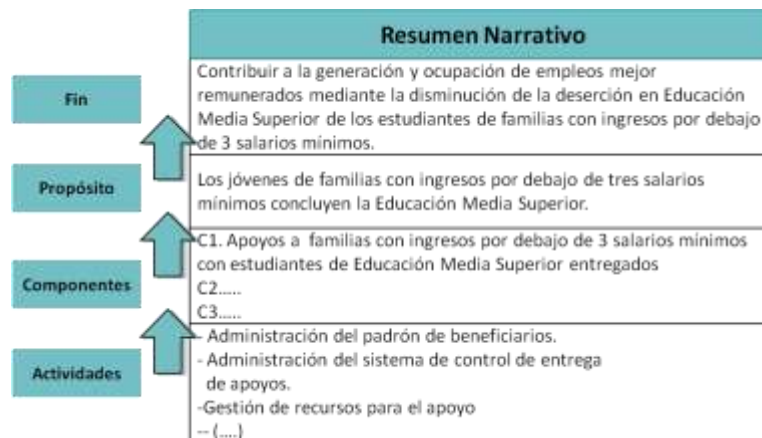 Resumen Narrativo
Fin
Contribuir a la generación y ocupación de empleos mejor
remunerados mediante la disminución de la deserción en Educación
Media Superior de los estudiantes de familias con ingresos por debajo
de 3 salarios mínimos.
Propósito
Los jóvenes de familias con ingresos por debajo de tres salarios
mínimos concluyen la Educación Media Superior.
Componentes
C1. Apoyos a familias con ingresos por debajo de 3 salarios mínimos
con estudiantes de Educación Media Superior entregados
C2.....
C3.....
Actividades
- Administración del padrón de beneficiarios.
- Administración del sistema de control de entrega
de apoyos.
-Gestión de recursos para el apoyo
-- (....)